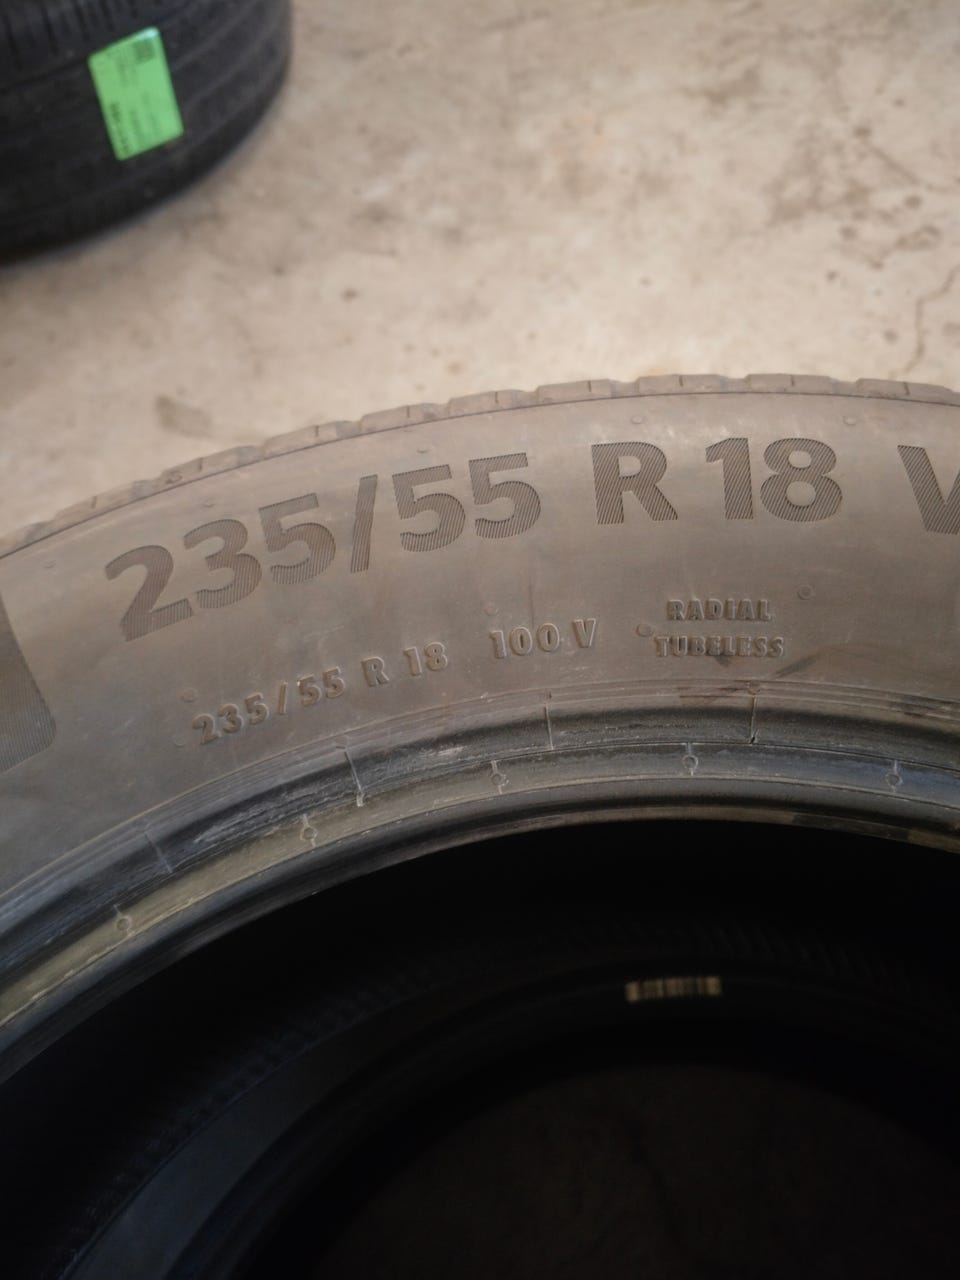 235/55 R 18 V
235/55 R 18 100 V
RADIAL
TUBELESS